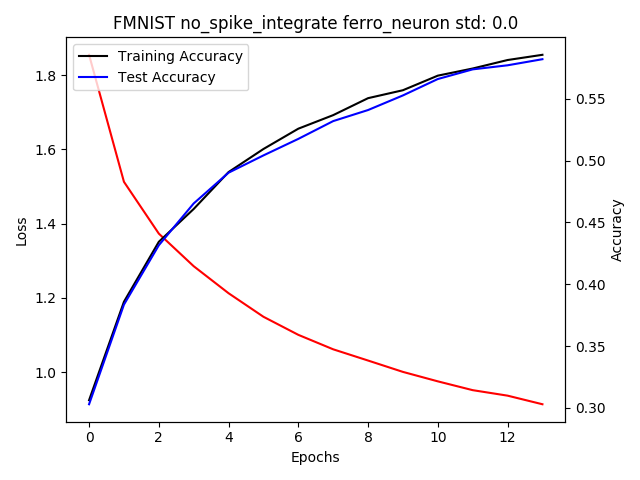 FMNIST no_spike_integrate ferro_neuron std: 0.0
Training Accuracy
Test Accuracy
1.8
1.6
1.4
1.2
1.0
Loss
0.55
0.50
0.45
0.40
0.35
0.30
Accuracy
0 2 4 6 8 10 12
Epochs